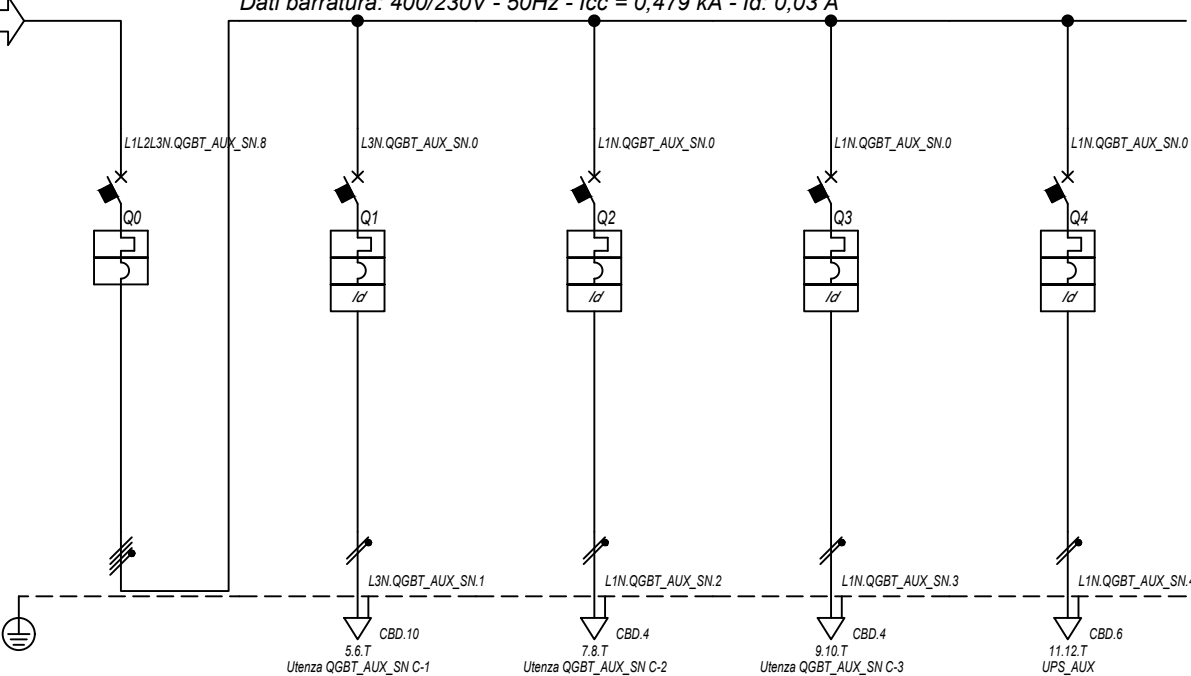 Dati barratura: 400/230V - 50Hz - Icc = 0,479 kA - Id: 0,03 A
L1L2L3N.QGBT_AUX_SN.8
L3N.QGBT_AUX_SN.0
L1N.QGBT_AUX_SN.0
L1N.QGBT_AUX_SN.0
L1N.QGBT_AUX_SN.0
Q0
Q1
Q2
Q3
Q4
Id
Id
Id
Id
L3N.QGBT_AUX_SN.1
L1N.QGBT_AUX_SN.2
L1N.QGBT_AUX_SN.3
L1N.QGBT_AUX_SN.4
CBD.10
CBD.4
CBD.4
CBD.6
5.6.T
7.8.T
9.10.T
11.12.T
Utenza QGBT_AUX_SN C-1
Utenza QGBT_AUX_SN C-2
Utenza QGBT_AUX_SN C-3
UPS_AUX